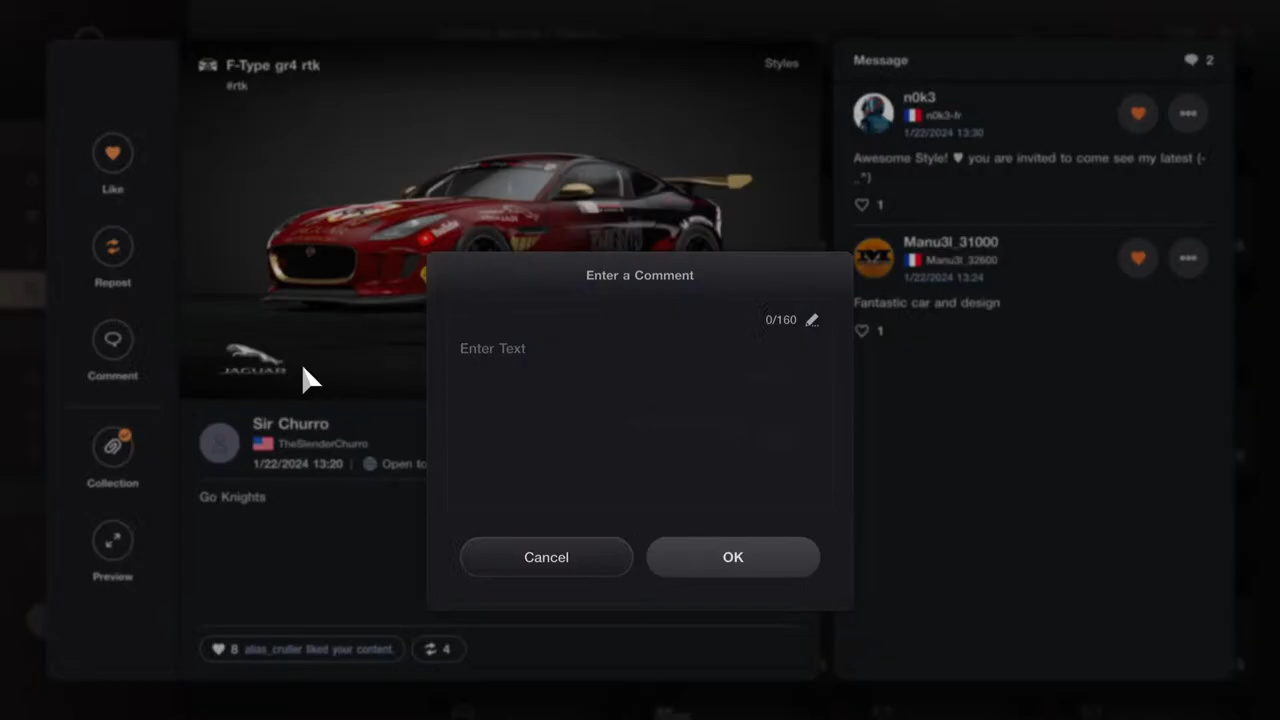 F-Type gr4 rtk
#rtk
Styles
Like
Repost
Comment
Collection
Preview
JAGUAR
Sir Churro
TheSlenderChurro
1/22/2024 13:20 | Open to
Go Knights
8 alias_cruller liked your content.
4
Enter a Comment
0/160
Enter Text
Cancel
OK
Message
2
n0k3
n0k3-fr
1/22/2024 13:30
Awesome Style! ♥ you are invited to come see my latest (-
_^)
1
Manu3l_31000
Manu3l_32600
1/22/2024 13:24
Fantastic car and design
1